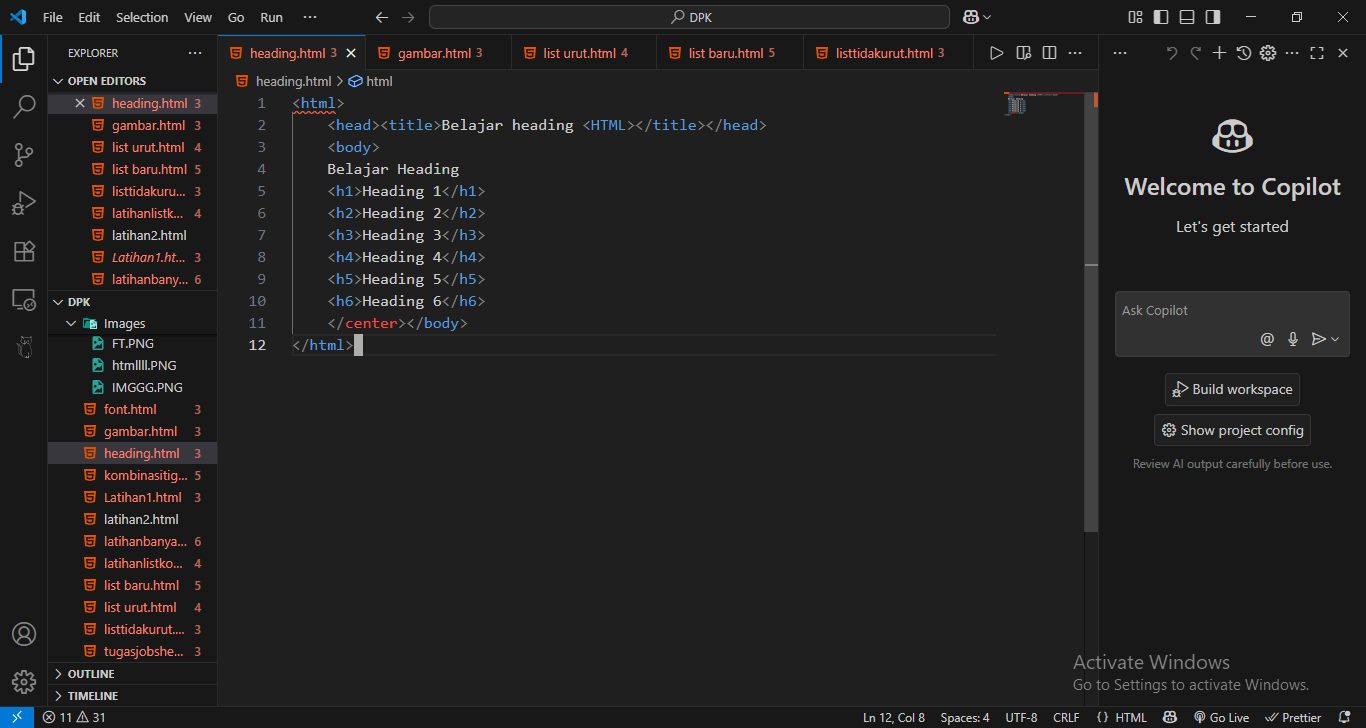 File Edit Selection View Go Run ··· DPK
EXPLORER ···
OPEN EDITORS
heading.html 3
gambar.html 3
list urut.html 4
list baru.html 5
listtidakuru... 3
latihanlistk... 4
latihan2.html
Latihan1.ht... 3
latihanbany... 6
DPK
Images
FT.PNG
htmllll.PNG
IMGGG.PNG
font.html 3
gambar.html 3
heading.html 3
kombinasitig... 5
Latihan1.html 3
latihan2.html
latihanbanya... 6
latihanlistko... 4
list baru.html 5
list urut.html 4
listtidakurut.... 3
tugasjobshe... 3
OUTLINE
TIMELINE
heading.html 3 gambar.html 3 list urut.html 4 list baru.html 5 listtidakurut.html 3
heading.html > html
1 <html>
2 <head><title>Belajar heading <HTML></title></head>
3 <body>
4 Belajar Heading
5 <h1>Heading 1</h1>
6 <h2>Heading 2</h2>
7 <h3>Heading 3</h3>
8 <h4>Heading 4</h4>
9 <h5>Heading 5</h5>
10 <h6>Heading 6</h6>
11 </center></body>
12 </html>
Welcome to Copilot
Let's get started
Ask Copilot
Build workspace
Show project config
Review AI output carefully before use.
Activate Windows
Go to Settings to activate Windows.
11 31 Ln 12, Col 8 Spaces: 4 UTF-8 CRLF {} HTML Go Live Prettier